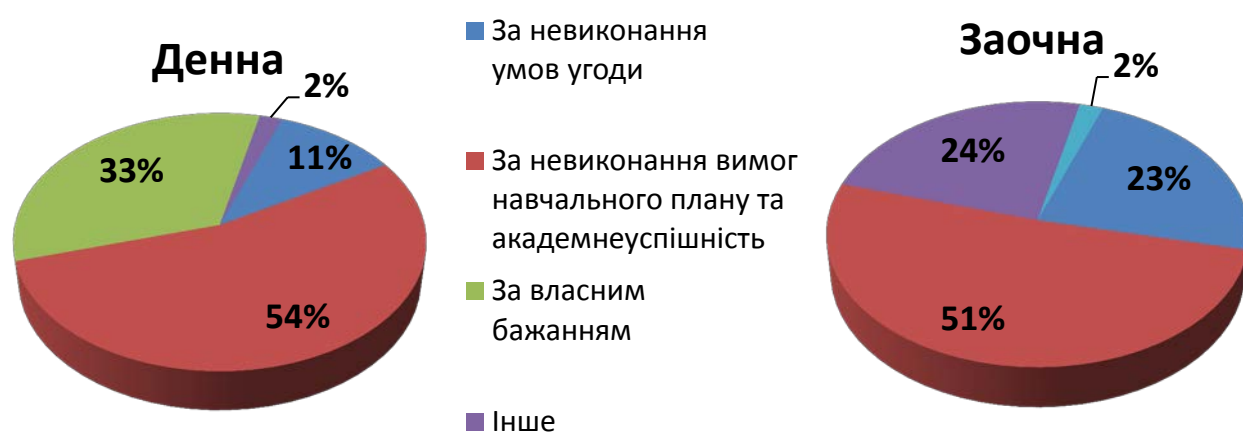 Денна
2%
11%
33%
54%
За невиконання
умов угоди
За невиконання вимог
навчального плану та
академнеуспішність
За власним
бажанням
Інше
Заочна
2%
24%
23%
51%